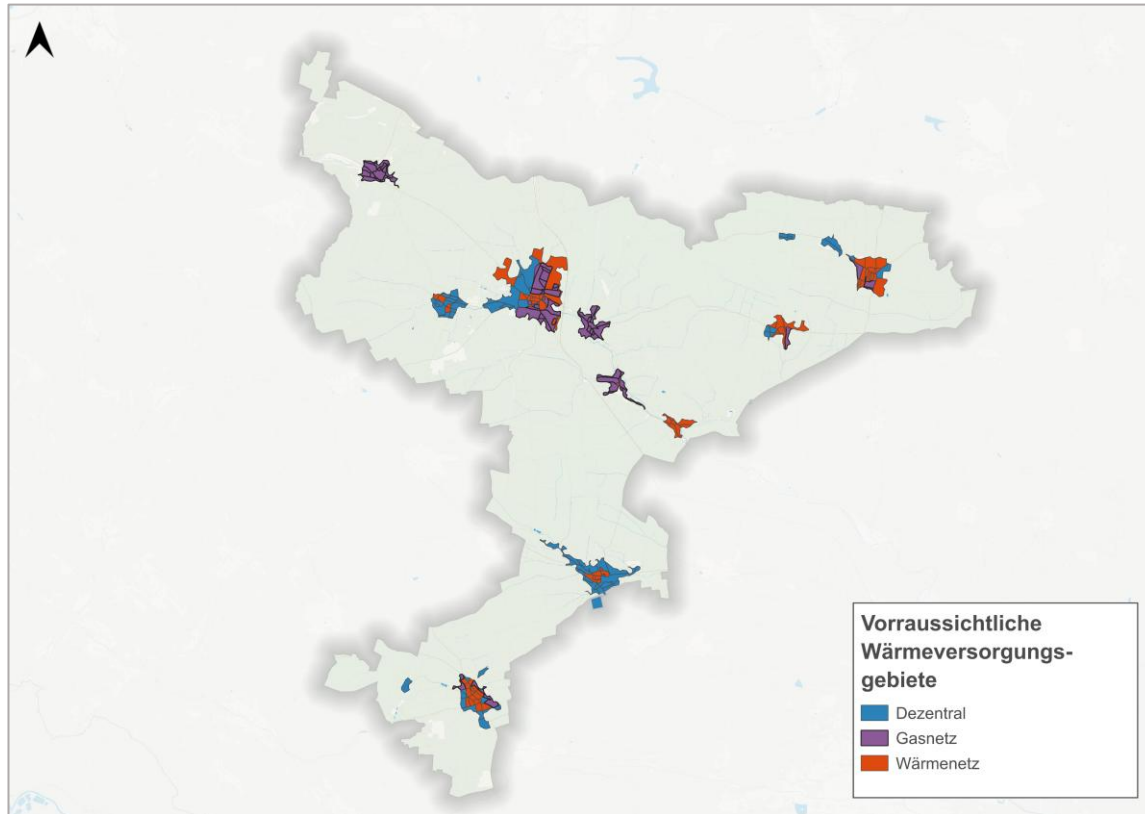 Vorraussichtliche
Wärmeversorgungs-
gebiete
Dezentral
Gasnetz
Wärmenetz